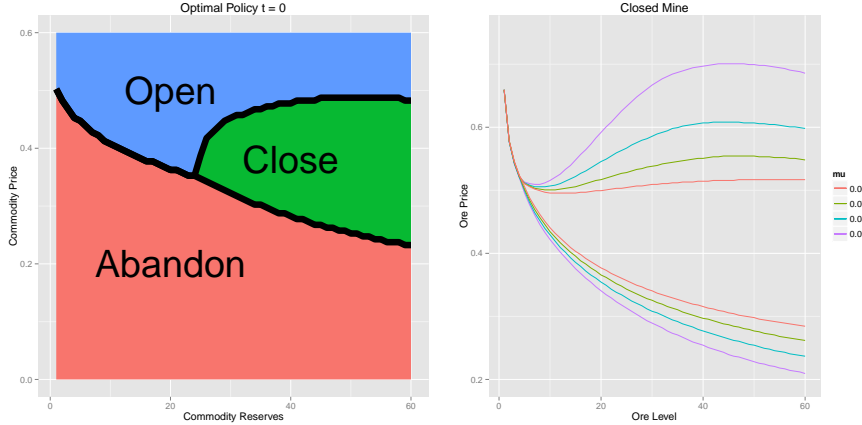 Optimal Policy t = 0
0.6
0.4
0.2
0.0
Commodity Price
Open
Close
Abandon
0
20
40
60
Commodity Reserves
Closed Mine
0.6
0.4
0.2
Ore Price
0
20
40
60
Ore Level
mu
0.0
0.0
0.0
0.0